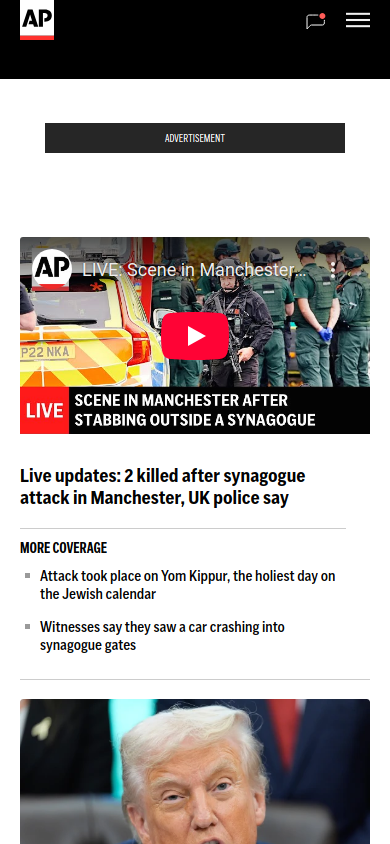 AP
ADVERTISEMENT
AP LIVE: Scene in Manchester...
P22 NKA
LIVE
SCENE IN MANCHESTER AFTER
STABBING OUTSIDE A SYNAGOGUE
Live updates: 2 killed after synagogue
attack in Manchester, UK police say
MORE COVERAGE
Attack took place on Yom Kippur, the holiest day on
the Jewish calendar
Witnesses say they saw a car crashing into
synagogue gates